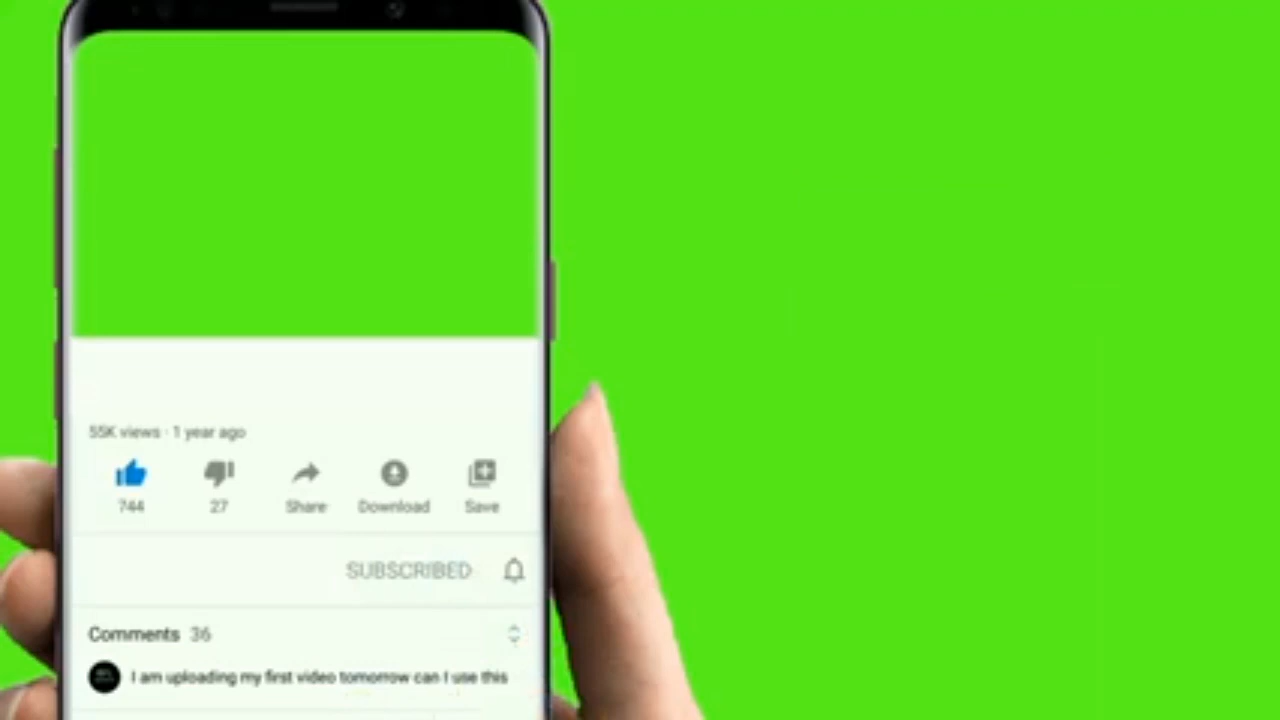 55K views · 1 year ago
744 27 Share Download Save
SUBSCRIBED
Comments 36
I am uploading my first video tomorrow can I use this